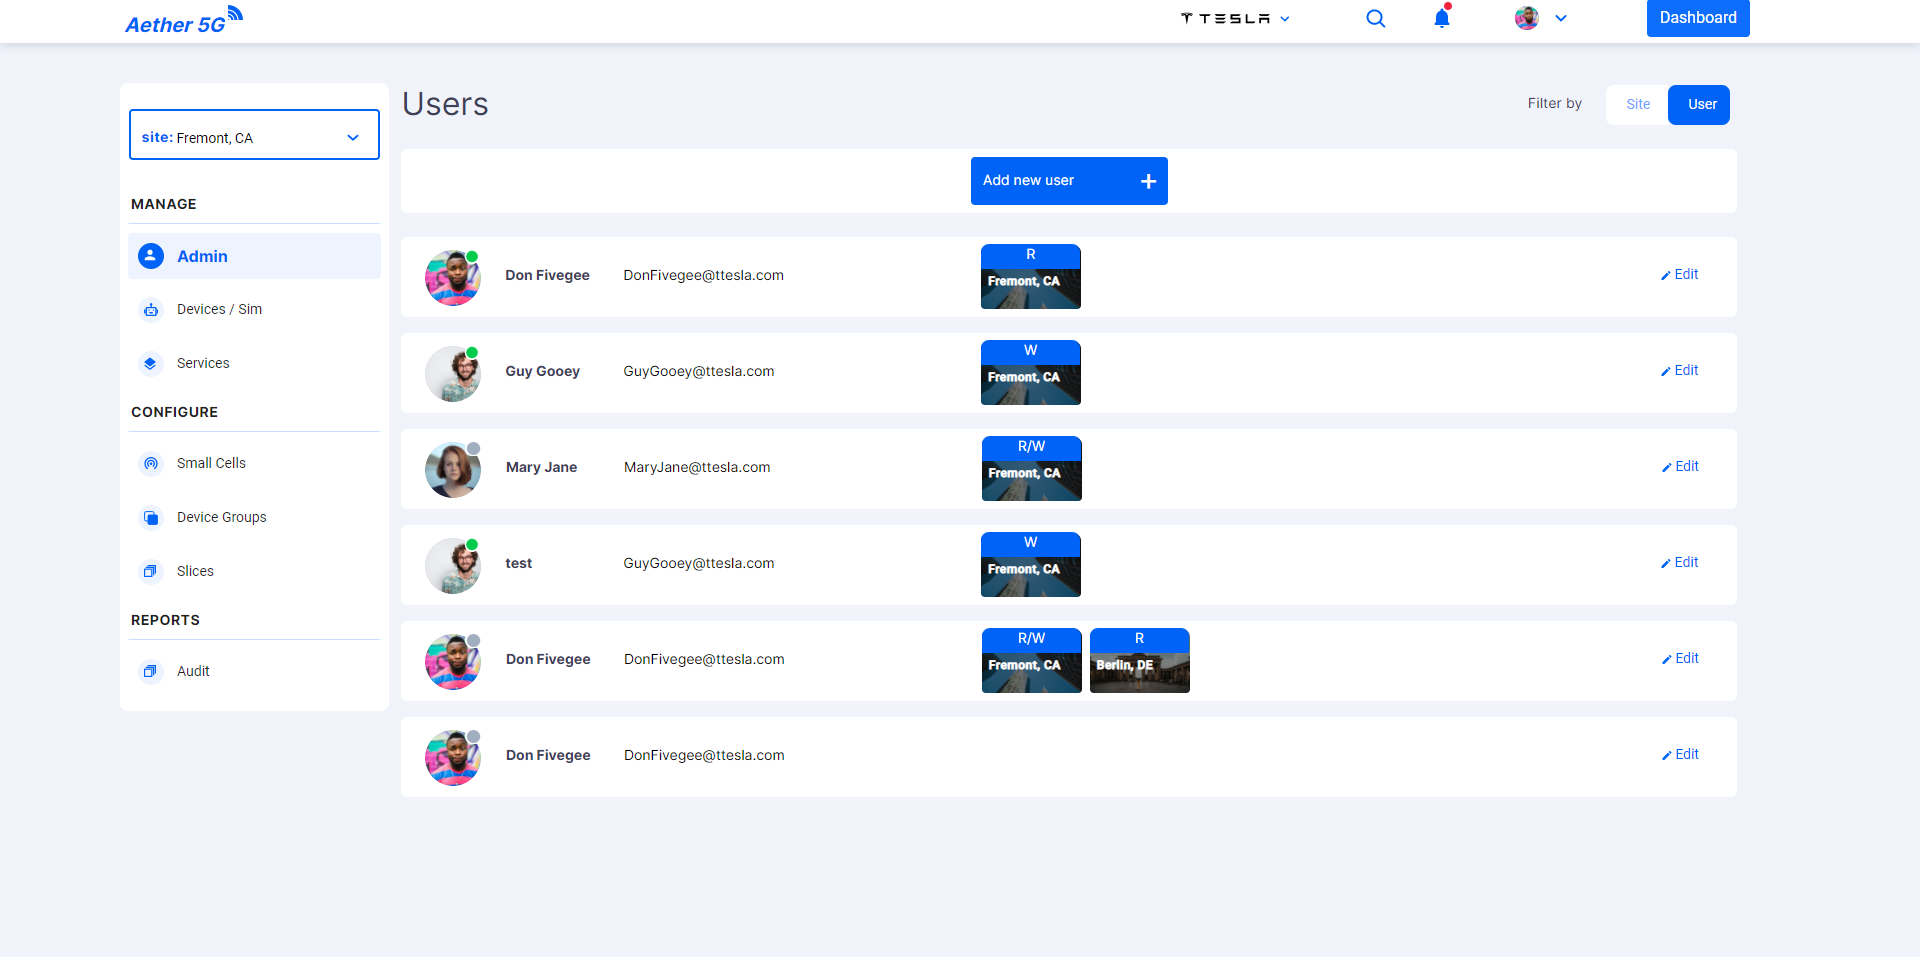 Aether 5G
TESLA
Dashboard
site: Fremont, CA
MANAGE
Admin
Devices / Sim
Services
CONFIGURE
Small Cells
Device Groups
Slices
REPORTS
Audit
Users
Filter by
Site
User
Add new user
Don Fivegee
DonFivegee@ttesla.com
R
Fremont, CA
Edit
Guy Gooey
GuyGooey@ttesla.com
W
Fremont, CA
Edit
Mary Jane
MaryJane@ttesla.com
R/W
Fremont, CA
Edit
test
GuyGooey@ttesla.com
W
Fremont, CA
Edit
Don Fivegee
DonFivegee@ttesla.com
R/W
Fremont, CA
R
Berlin, DE
Edit
Don Fivegee
DonFivegee@ttesla.com
Edit